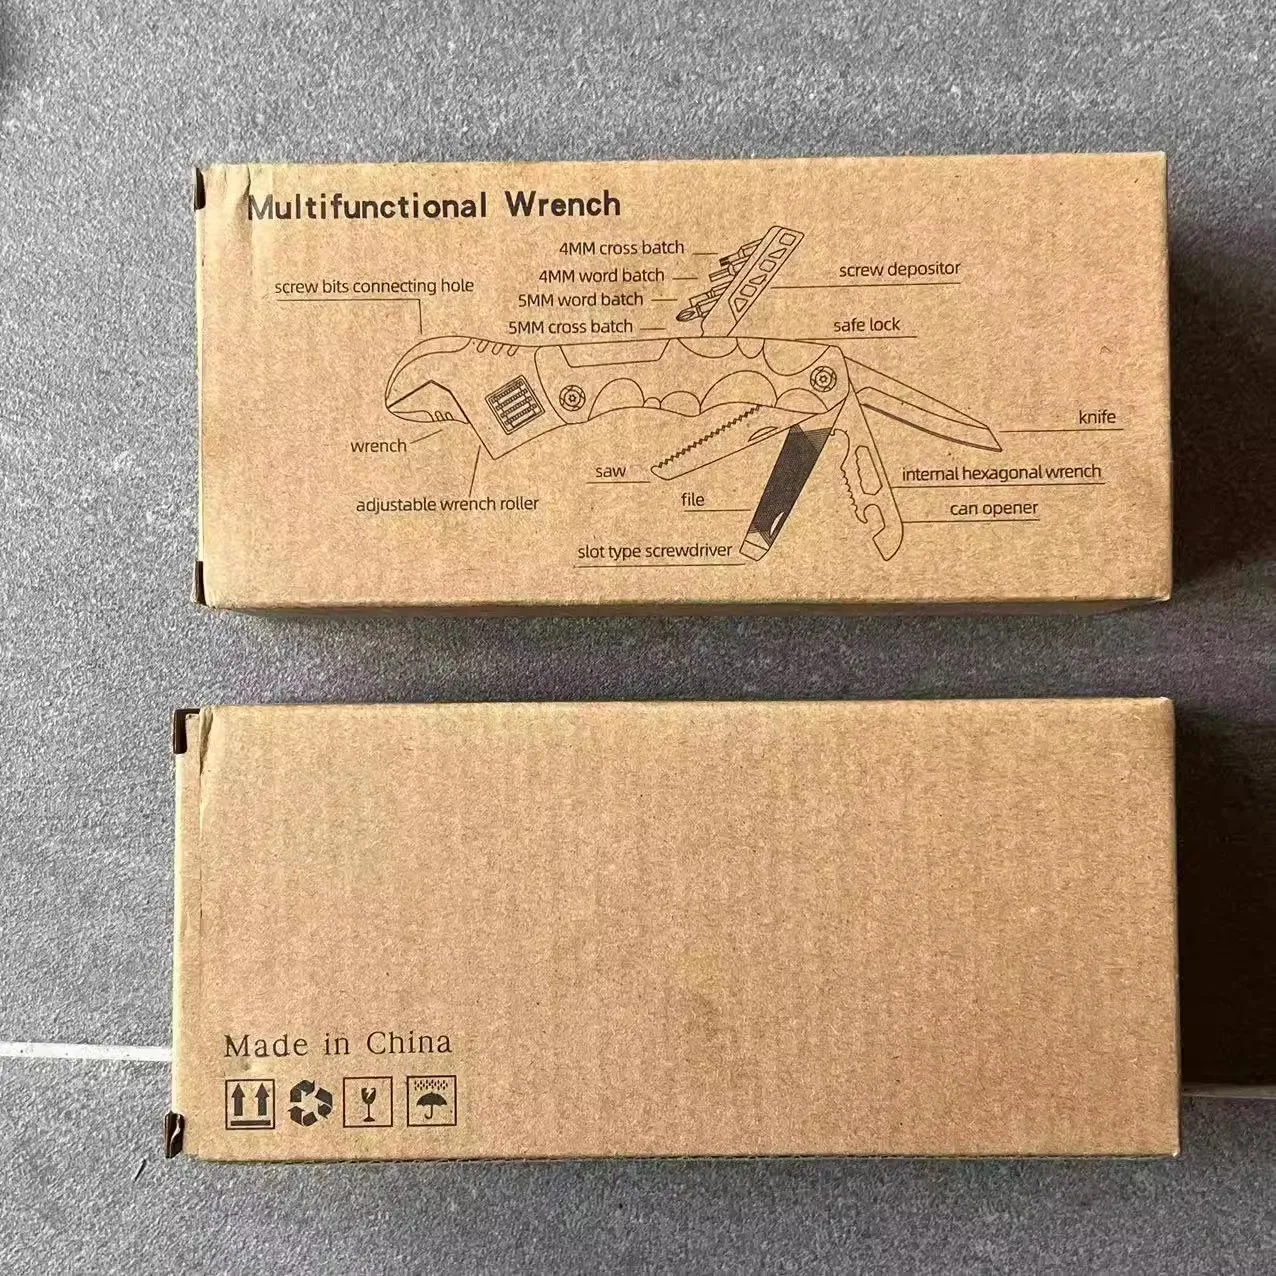 Multifunctional Wrench
4MM cross batch
4MM word batch
5MM word batch
5MM cross batch
screw depositor
screw bits connecting hole
safe lock
knife
wrench
saw
internal hexagonal wrench
file
adjustable wrench roller
can opener
slot type screwdriver
Made in China